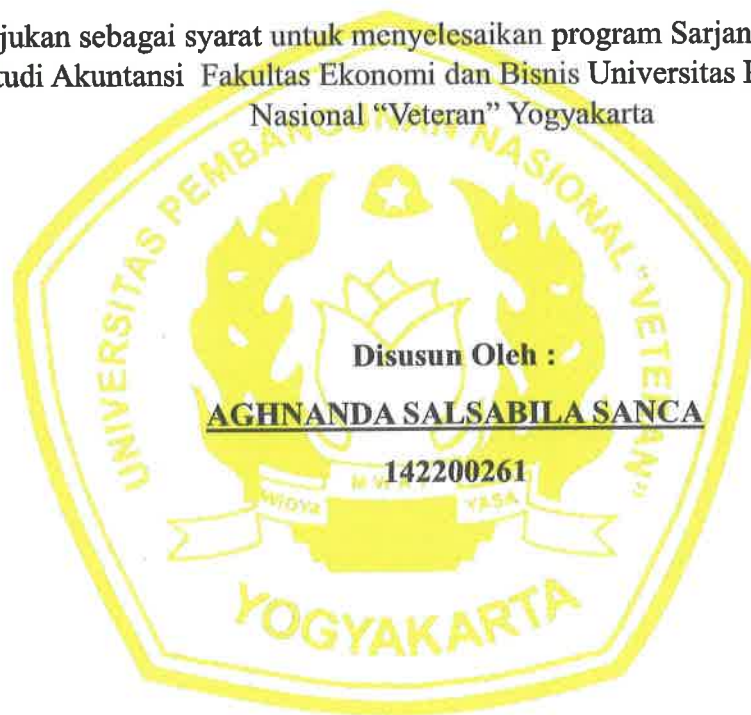 jukan sebagai syarat untuk menyelesaikan program Sarjan
tudi Akuntansi Fakultas Ekonomi dan Bisnis Universitas P
Nasional “Veteran” Yogyakarta
UNIVERSITAS PEMBANGUNAN NASIONAL “VETERAN”
Disusun Oleh :
AGHNANDA SALSABILA SANCA
142200261
WIDYA YASA
YOGYAKARTA